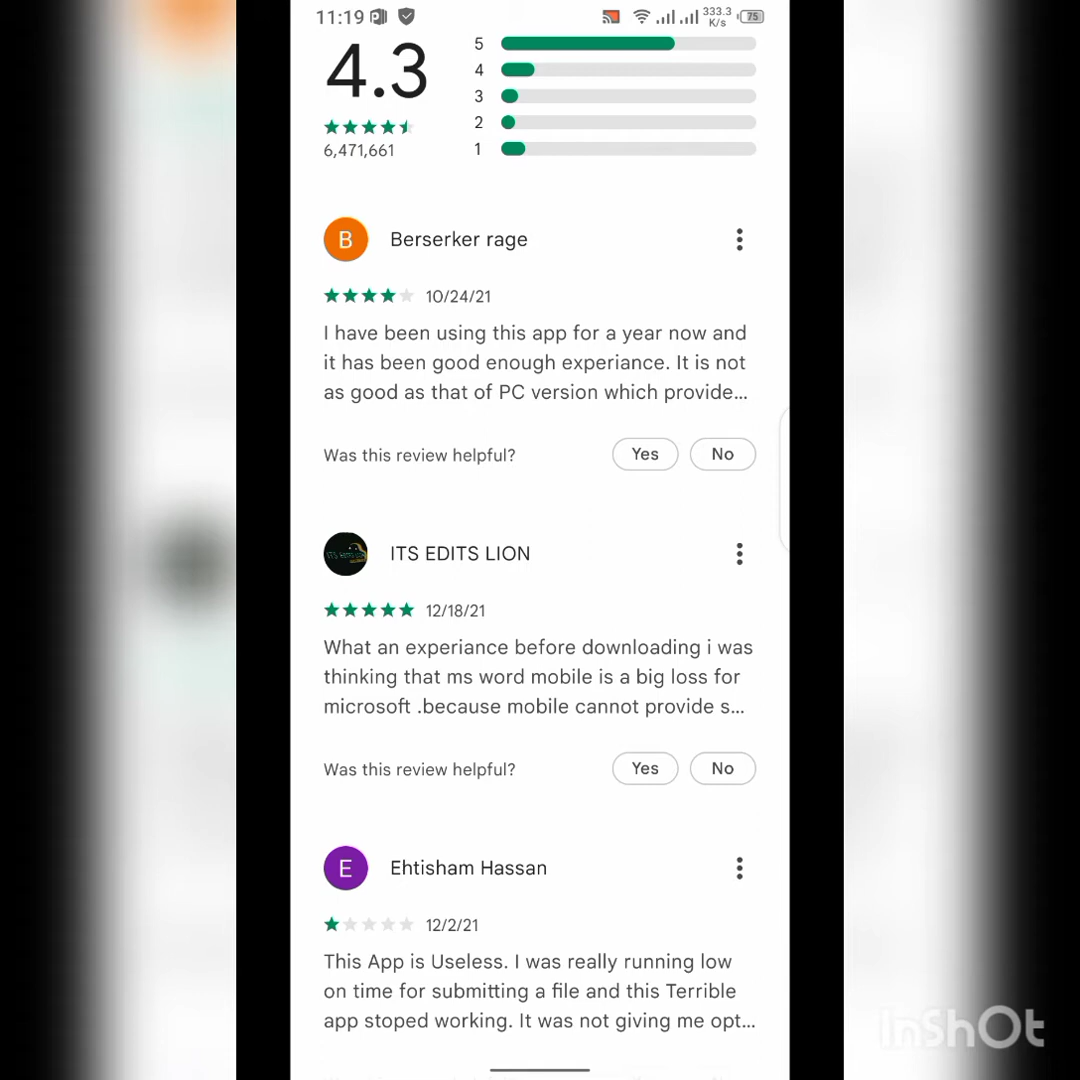 11:19
333.3
K/s
75
4.3
5
4
3
2
1
6,471,661
B
Berserker rage
10/24/21
I have been using this app for a year now and
it has been good enough experiance. It is not
as good as that of PC version which provide...
Was this review helpful?
Yes
No
ITS EDITS LION
12/18/21
What an experiance before downloading i was
thinking that ms word mobile is a big loss for
microsoft .because mobile cannot provide s...
Was this review helpful?
Yes
No
E
Ehtisham Hassan
12/2/21
This App is Useless. I was really running low
on time for submitting a file and this Terrible
app stoped working. It was not giving me opt...
InShOt